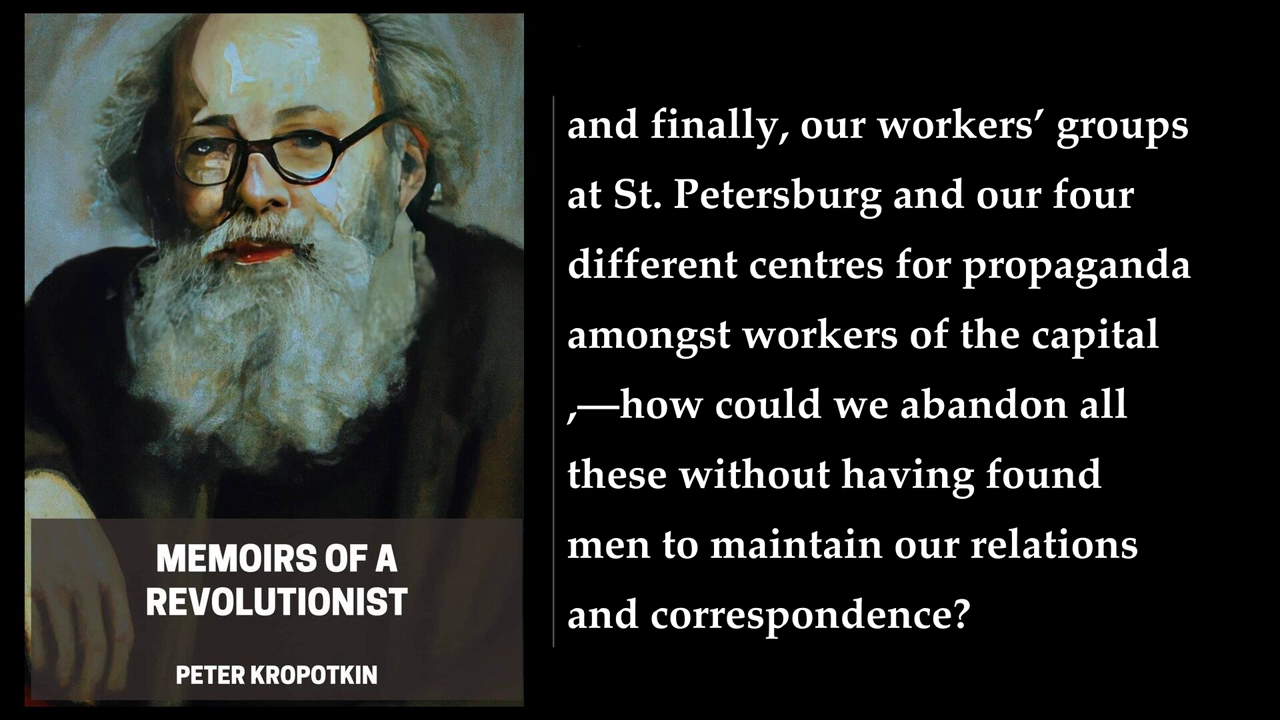 MEMOIRS OF A
REVOLUTIONIST
PETER KROPOTKIN
and finally, our workers’ groups
at St. Petersburg and our four
different centres for propaganda
amongst workers of the capital
,—how could we abandon all
these without having found
men to maintain our relations
and correspondence?